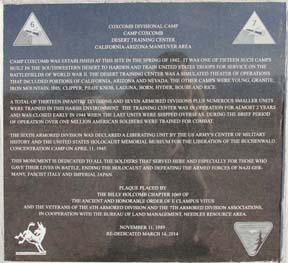 6
7
COXCOMB DIVISIONAL CAMP
CAMP COXCOMB
DESERT TRAINING CENTER
CALIFORNIA-ARIZONA MANEUVER AREA
CAMP COXCOMB WAS ESTABLISHED AT THIS SITE IN THE SPRING OF 1942. IT WAS ONE OF FIFTEEN SUCH CAMPS
BUILT IN THE SOUTHWESTERN DESERT TO HARDEN AND TRAIN UNITED STATES TROOPS FOR SERVICE ON THE
BATTLEFIELDS OF WORLD WAR II. THE DESERT TRAINING CENTER WAS A SIMULATED THEATER OF OPERATIONS
THAT INCLUDED PORTIONS OF CALIFORNIA, ARIZONA AND NEVADA. THE OTHER CAMPS WERE YOUNG, GRANITE,
IRON MOUNTAIN, IBIS, CLIPPER, PILOT KNOB, LAGUNA, HORN, HYDER, BOUSE AND RICE.
A TOTAL OF THIRTEEN INFANTRY DIVISIONS AND SEVEN ARMORED DIVISIONS PLUS NUMEROUS SMALLER UNITS
WERE TRAINED IN THIS HARSH ENVIRONMENT. THE TRAINING CENTER WAS IN OPERATION FOR ALMOST 2 YEARS
AND WAS CLOSED EARLY IN 1944 WHEN THE LAST UNITS WERE SHIPPED OVERSEAS. DURING THE BRIEF PERIOD
OF OPERATION OVER ONE MILLION AMERICAN SOLDIERS WERE TRAINED FOR COMBAT.
THE SIXTH ARMORED DIVISION WAS DECLARED A LIBERATING UNIT BY THE US ARMY'S CENTER OF MILITARY
HISTORY AND THE UNITED STATES HOLOCAUST MEMORIAL MUSEUM FOR THE LIBERATION OF THE BUCHENWALD
CONCENTRATION CAMP ON APRIL 11, 1945.
THIS MONUMENT IS DEDICATED TO ALL THE SOLDIERS THAT SERVED HERE AND ESPECIALLY FOR THOSE WHO
GAVE THEIR LIVES IN BATTLE, ENDING THE HOLOCAUST AND DEFEATING THE ARMED FORCES OF NAZI GER-
MANY, FASCIST ITALY AND IMPERIAL JAPAN.
PLAQUE PLACED BY
THE BILLY HOLCOMB CHAPTER 1069 OF
THE ANCIENT AND HONORABLE ORDER OF E CLAMPUS VITUS
AND THE VETERANS OF THE 6TH ARMORED DIVISION AND THE 7TH ARMORED DIVISION ASSOCIATIONS,
IN COOPERATION WITH THE BUREAU OF LAND MANAGEMENT, NEEDLES RESOURCE AREA.
NOVEMBER 11, 1989
RE-DEDICATED MARCH 14, 2014